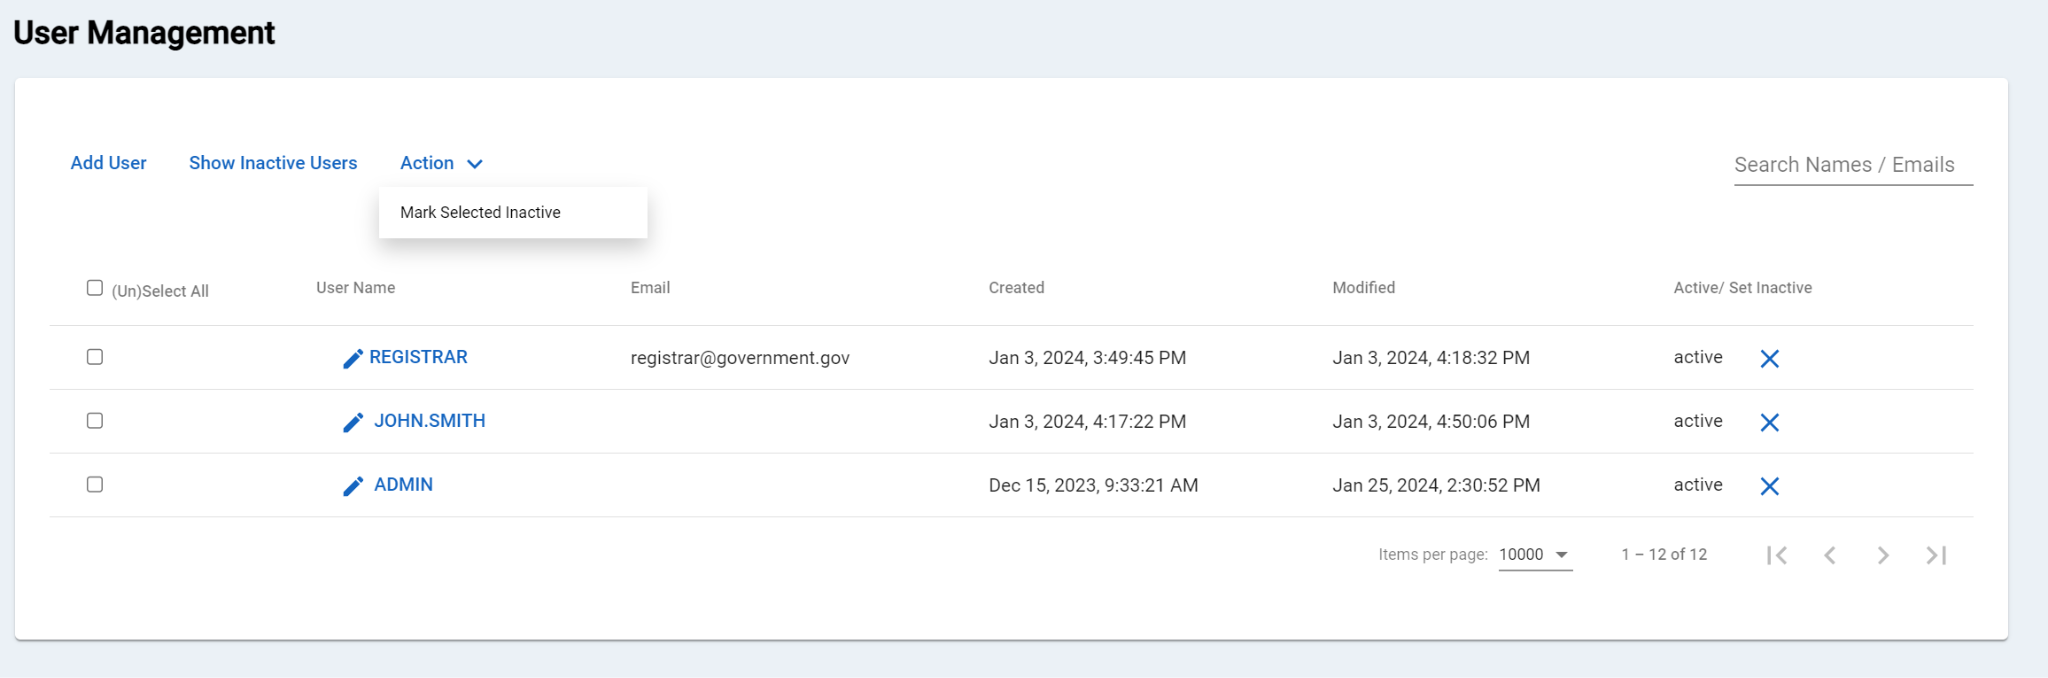 User Management
Add User Show Inactive Users Action Search Names / Emails
Mark Selected Inactive
(Un)Select All User Name Email Created Modified Active/ Set Inactive
REGISTRAR registrar@government.gov Jan 3, 2024, 3:49:45 PM Jan 3, 2024, 4:18:32 PM active
JOHN.SMITH Jan 3, 2024, 4:17:22 PM Jan 3, 2024, 4:50:06 PM active
ADMIN Dec 15, 2023, 9:33:21 AM Jan 25, 2024, 2:30:52 PM active
Items per page: 10000 1 – 12 of 12